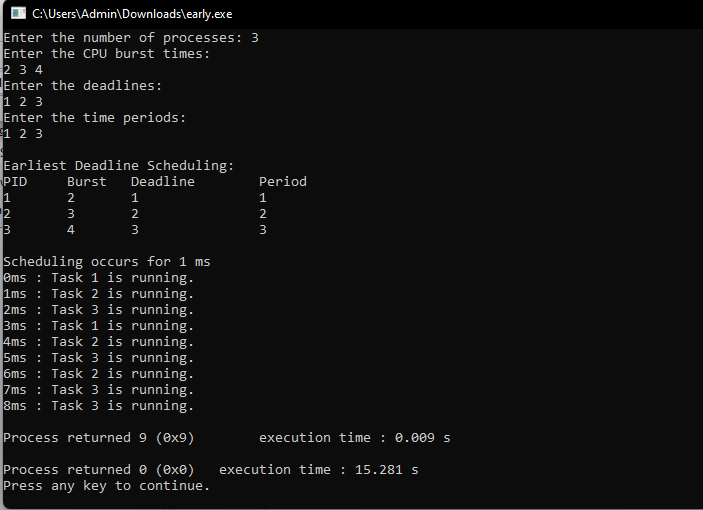 C:\Users\Admin\Downloads\early.exe
Enter the number of processes: 3
Enter the CPU burst times:
2 3 4
Enter the deadlines:
1 2 3
Enter the time periods:
1 2 3
Earliest Deadline Scheduling:
PID Burst Deadline Period
1 2 1 1
2 3 2 2
3 4 3 3
Scheduling occurs for 1 ms
0ms : Task 1 is running.
1ms : Task 2 is running.
2ms : Task 3 is running.
3ms : Task 1 is running.
4ms : Task 2 is running.
5ms : Task 3 is running.
6ms : Task 2 is running.
7ms : Task 3 is running.
8ms : Task 3 is running.
Process returned 9 (0x9) execution time : 0.009 s
Process returned 0 (0x0) execution time : 15.281 s
Press any key to continue.